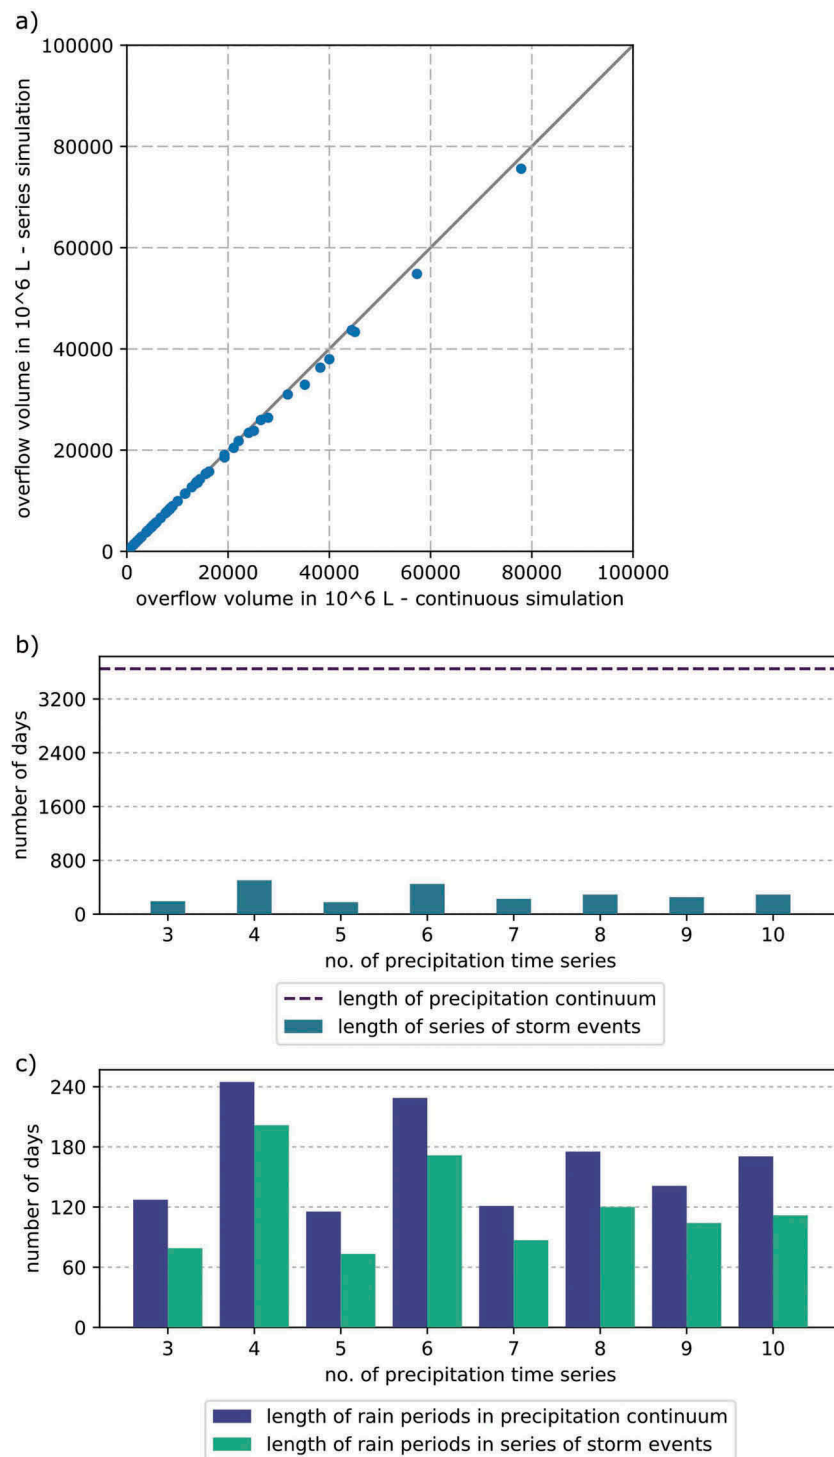 a)
100000
80000
60000
40000
20000
0
overflow volume in 10^6 L - series simulation
0 20000 40000 60000 80000 100000
overflow volume in 10^6 L - continuous simulation
b)
3200
2400
1600
800
0
number of days
3 4 5 6 7 8 9 10
no. of precipitation time series
length of precipitation continuum
length of series of storm events
c)
240
180
120
60
0
number of days
3 4 5 6 7 8 9 10
no. of precipitation time series
length of rain periods in precipitation continuum
length of rain periods in series of storm events